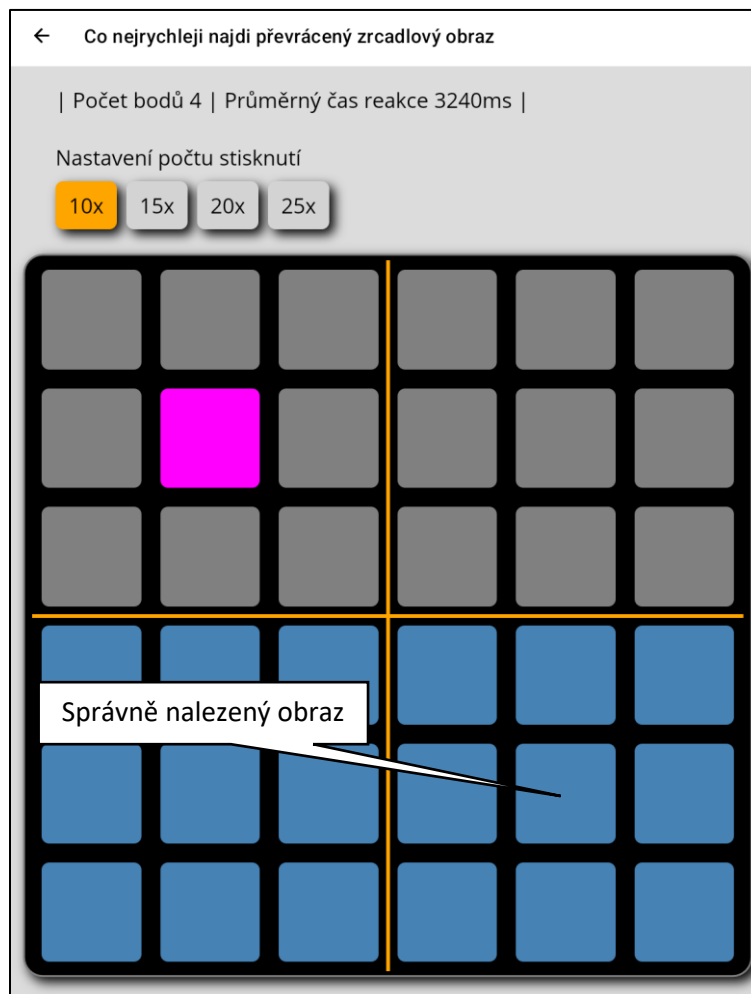 Co nejrychleji najdi převrácený zrcadlový obraz
| Počet bodů 4 | Průměrný čas reakce 3240ms |
Nastavení počtu stisknutí
10x 15x 20x 25x
Správně nalezený obraz